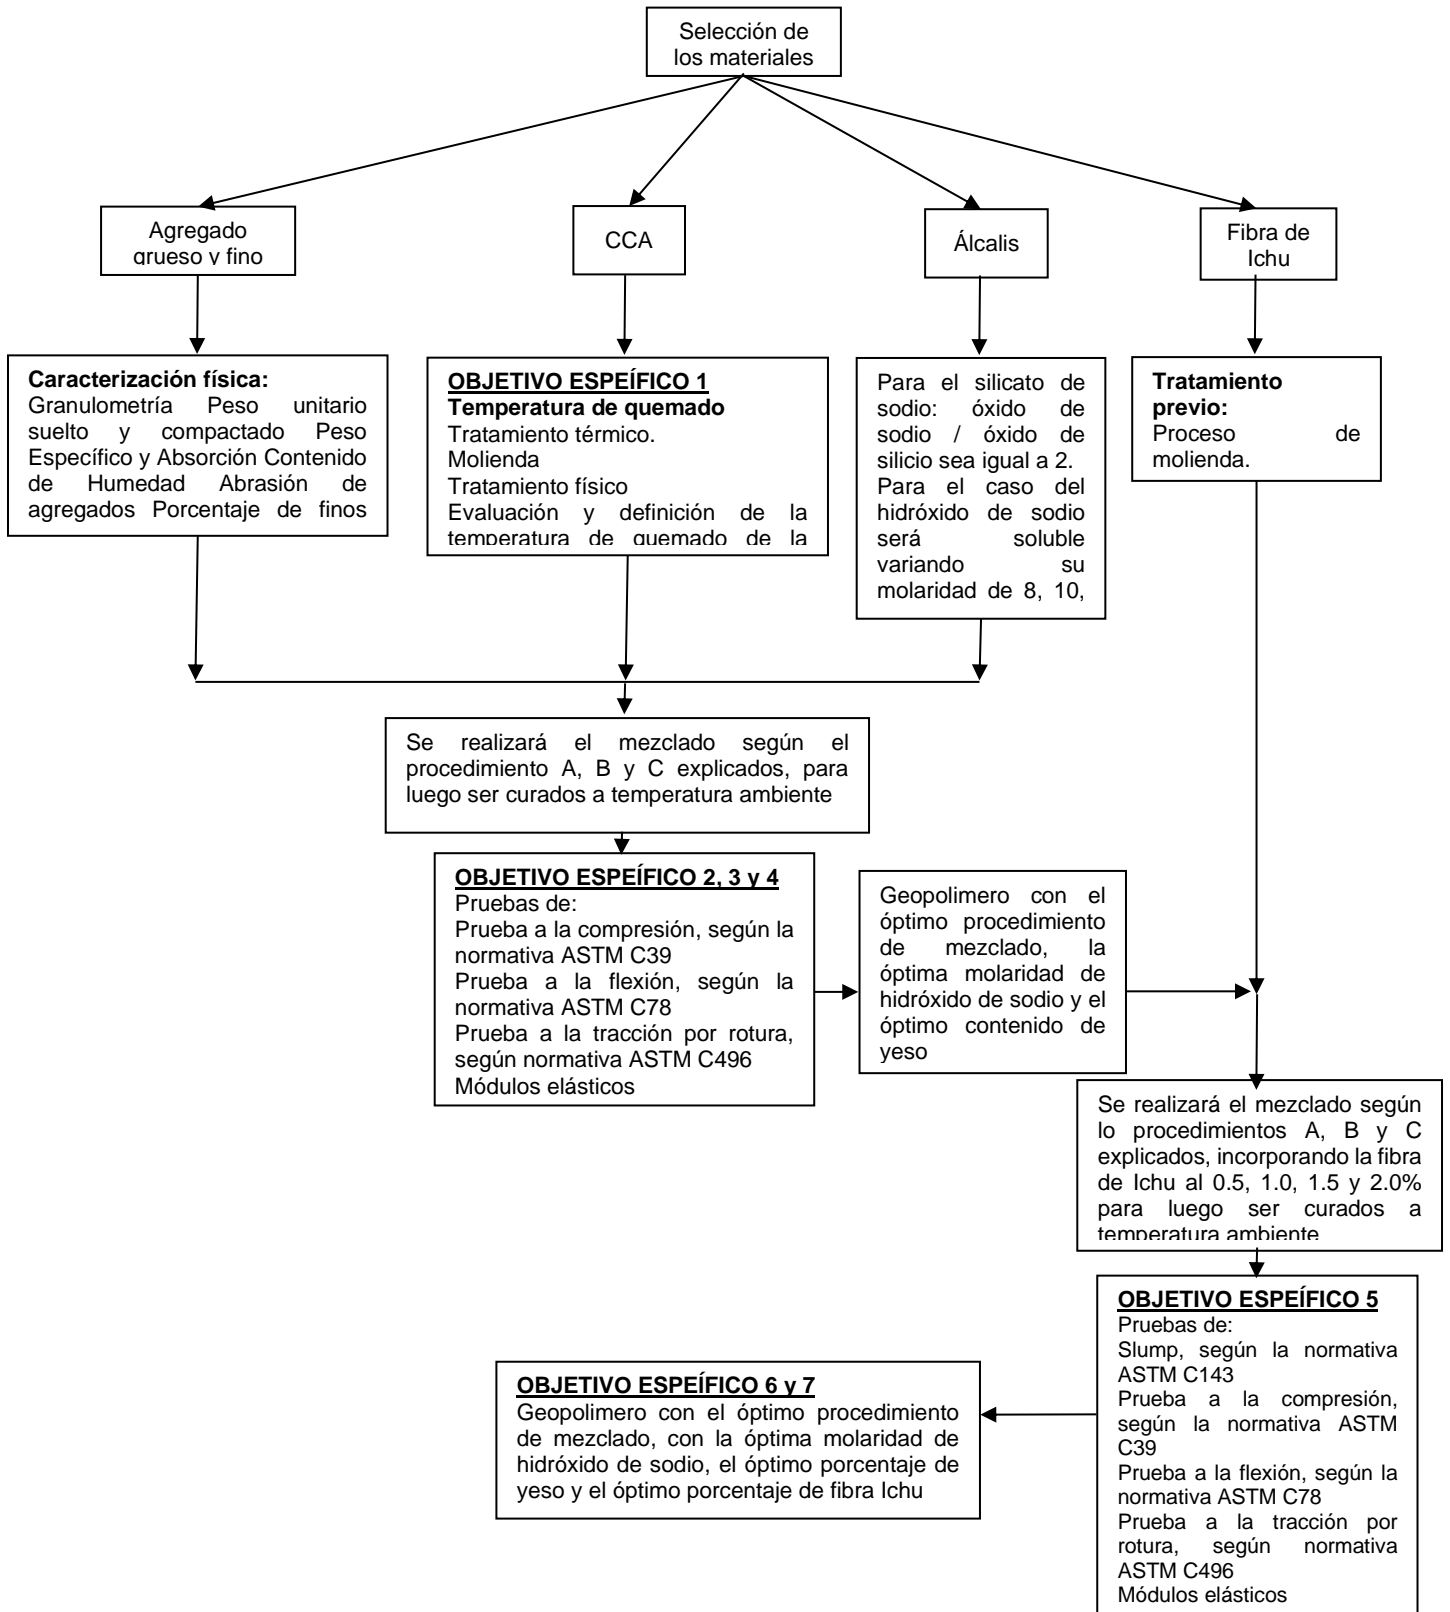 Selección de
los materiales
Agregado
grueso y fino
CCA
Álcalis
Fibra de
Ichu
Caracterización física:
Granulometría Peso unitario
suelto y compactado Peso
Específico y Absorción Contenido
de Humedad Abrasión de
agregados Porcentaje de finos
OBJETIVO ESPEÍFICO 1
Temperatura de quemado
Tratamiento térmico.
Molienda
Tratamiento físico
Evaluación y definición de la
temperatura de quemado de la
Para el silicato de
sodio: óxido de
sodio / óxido de
silicio sea igual a 2.
Para el caso del
hidróxido de sodio
será soluble
variando su
molaridad de 8, 10,
Tratamiento
previo:
Proceso de
molienda.
Se realizará el mezclado según el
procedimiento A, B y C explicados, para
luego ser curados a temperatura ambiente
OBJETIVO ESPEÍFICO 2, 3 y 4
Pruebas de:
Prueba a la compresión, según la
normativa ASTM C39
Prueba a la flexión, según la
normativa ASTM C78
Prueba a la tracción por rotura,
según normativa ASTM C496
Módulos elásticos
Geopolimero con el
óptimo procedimiento
de mezclado, la
óptima molaridad de
hidróxido de sodio y el
óptimo contenido de
yeso
Se realizará el mezclado según
lo procedimientos A, B y C
explicados, incorporando la fibra
de Ichu al 0.5, 1.0, 1.5 y 2.0%
para luego ser curados a
temperatura ambiente
OBJETIVO ESPEÍFICO 5
Pruebas de:
Slump, según la normativa
ASTM C143
Prueba a la compresión,
según la normativa ASTM
C39
Prueba a la flexión, según la
normativa ASTM C78
Prueba a la tracción por
rotura, según normativa
ASTM C496
Módulos elásticos
OBJETIVO ESPEÍFICO 6 y 7
Geopolimero con el óptimo procedimiento
de mezclado, con la óptima molaridad de
hidróxido de sodio, el óptimo porcentaje de
yeso y el óptimo porcentaje de fibra Ichu